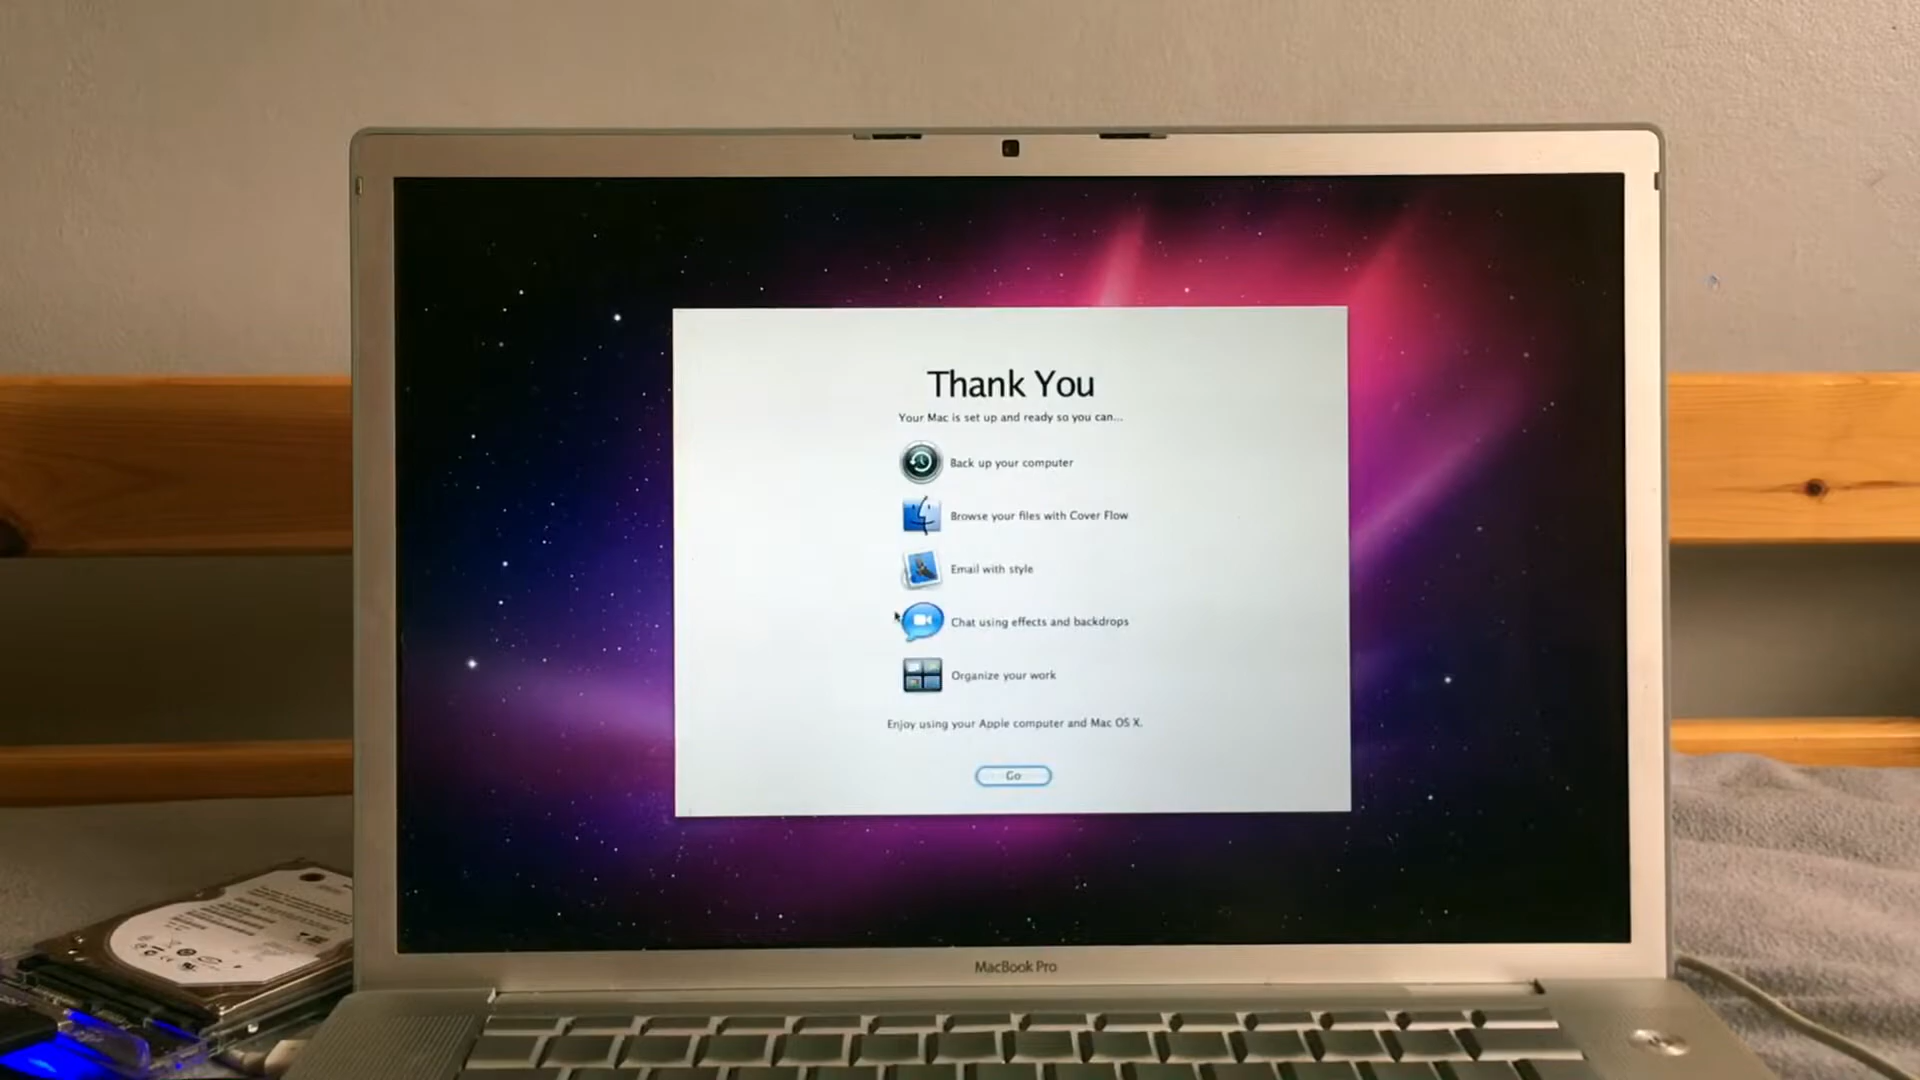 Thank You
Your Mac is set up and ready so you can...
Back up your computer
Browse your files with Cover Flow
Email with style
Chat using effects and backdrops
Organize your work
Enjoy using your Apple computer and Mac OS X.
Go
MacBook Pro